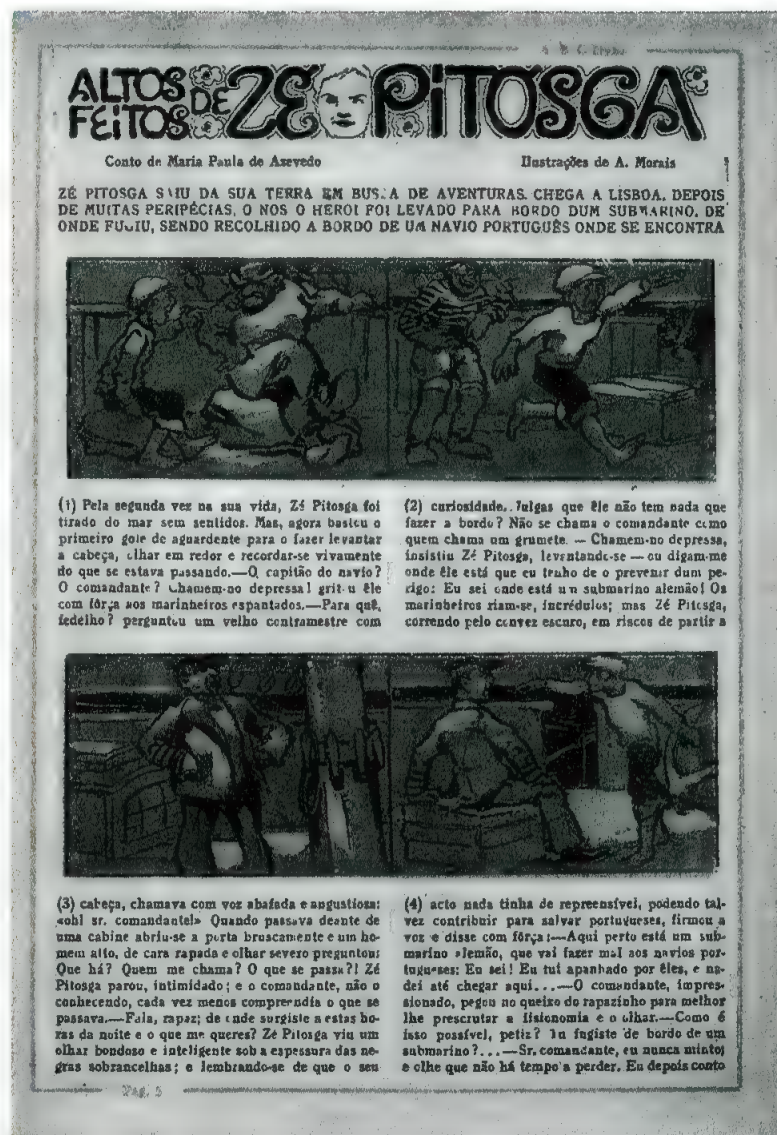 A B C
ALTOS FEITOS DE ZÉ PITOSGA
Conto de Maria Paula de Azevedo
Ilustrações de A. Morais
ZÉ PITOSGA SAIU DA SUA TERRA EM BUSCA DE AVENTURAS. CHEGA A LISBOA. DEPOIS
DE MUITAS PERIPÉCIAS, O NOSSO HEROI FOI LEVADO PARA BORDO DUM SUBMARINO, DE
ONDE FUGIU, SENDO RECOLHIDO A BORDO DE UM NAVIO PORTUGUÊS ONDE SE ENCONTRA
(1) Pela segunda vez na sua vida, Zé Pitosga foi
tirado do mar sem sentidos. Mas, agora bastou o
primeiro gole de aguardente para o fazer levantar
a cabeça, olhar em redor e recordar-se vivamente
do que se estava passando.—O capitão do navio?
O comandante? Chamem-no depressa! gritou êle
com fôrça aos marinheiros espantados.—Para quê,
fedelho? perguntou um velho contramestre com
(2) curiosidade. Julgas que êle não tem nada que
fazer a bordo? Não se chama o comandante como
quem chama um grumete. — Chamem-no depressa,
insistiu Zé Pitosga, levantando-se — ou digam-me
onde êle está que eu tenho de o prevenir dum pe-
rigo: Eu sei onde está um submarino alemão! Os
marinheiros riam-se, incrédulos; mas Zé Pitosga,
correndo pelo convez escuro, em riscos de partir a
(3) cabeça, chamava com voz abafada e angustiosa:
«oh! sr. comandante!» Quando passava deante de
uma cabine abriu-se a porta bruscamente e um ho-
mem alto, de cara rapada e olhar severo preguntou:
Que há? Quem me chama? O que se passa?! Zé
Pitosga parou, intimidado; e o comandante, não o
conhecendo, cada vez menos comprendia o que se
passava.—Fala, rapaz; de onde surgiste a estas ho-
ras da noite e o que me queres? Zé Pitosga viu um
olhar bondoso e inteligente sob a espessura das ne-
gras sobrancelhas; e lembrando-se de que o seu
(4) acto nada tinha de repreensível, podendo tal-
vez contribuir para salvar portugueses, firmou a
voz e disse com fôrça:—Aqui perto está um sub-
marino alemão, que vai fazer mal aos navios por-
tugueses: Eu sei! Eu fui apanhado por êles, e na-
dei até chegar aqui...—O comandante, impres-
sionado, pegou no queixo do rapazinho para melhor
lhe prescrutar a fisionomia e o olhar.—Como é
isso possível, petiz? Tu fugiste de bordo de um
submarino?...—Sr. comandante, eu nunca minto;
e olhe que não há tempo a perder. Eu depois conto
Pág. 5